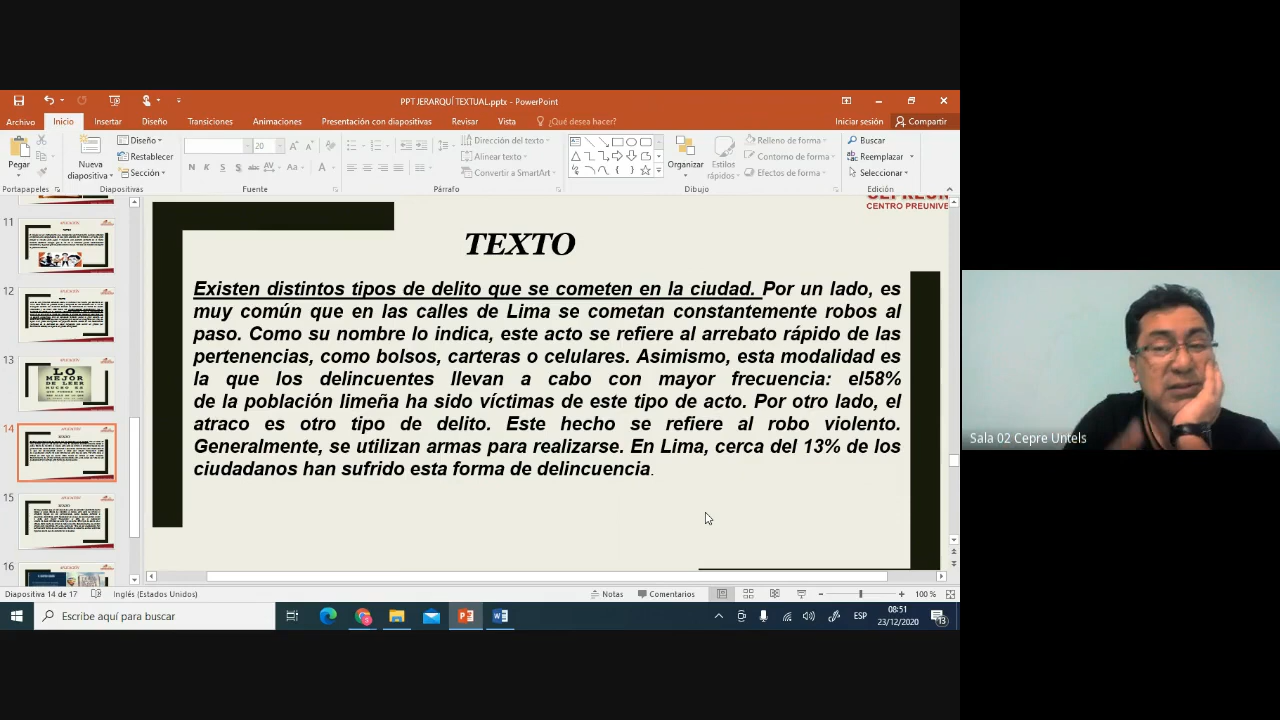 PPT JERARQUÍ TEXTUAL.pptx - PowerPoint
Archivo Inicio Insertar Diseño Transiciones Animaciones Presentación con diapositivas Revisar Vista ¿Qué desea hacer? Iniciar sesión Compartir
Pegar
Nueva diapositiva
Diseño
Restablecer
Sección
20
N K S S abc AV Aa A
Dirección del texto
Alinear texto
Convertir a SmartArt
Organizar
Estilos rápidos
Relleno de forma
Contorno de forma
Efectos de forma
Buscar
Reemplazar
Seleccionar
Portapapeles Diapositivas Fuente Párrafo Dibujo Edición
11
12
13
LO
MEJOR
DE LEER
14
15
16
CENTRO PREUNIVE
TEXTO
Existen distintos tipos de delito que se cometen en la ciudad. Por un lado, es
muy común que en las calles de Lima se cometan constantemente robos al
paso. Como su nombre lo indica, este acto se refiere al arrebato rápido de las
pertenencias, como bolsos, carteras o celulares. Asimismo, esta modalidad es
la que los delincuentes llevan a cabo con mayor frecuencia: el58%
de la población limeña ha sido víctimas de este tipo de acto. Por otro lado, el
atraco es otro tipo de delito. Este hecho se refiere al robo violento.
Generalmente, se utilizan armas para realizarse. En Lima, cerca del 13% de los
ciudadanos han sufrido esta forma de delincuencia.
Sala 02 Cepre Untels
Diapositiva 14 de 17 Inglés (Estados Unidos) Notas Comentarios 100 %
Escribe aquí para buscar
ESP
08:51
23/12/2020
13